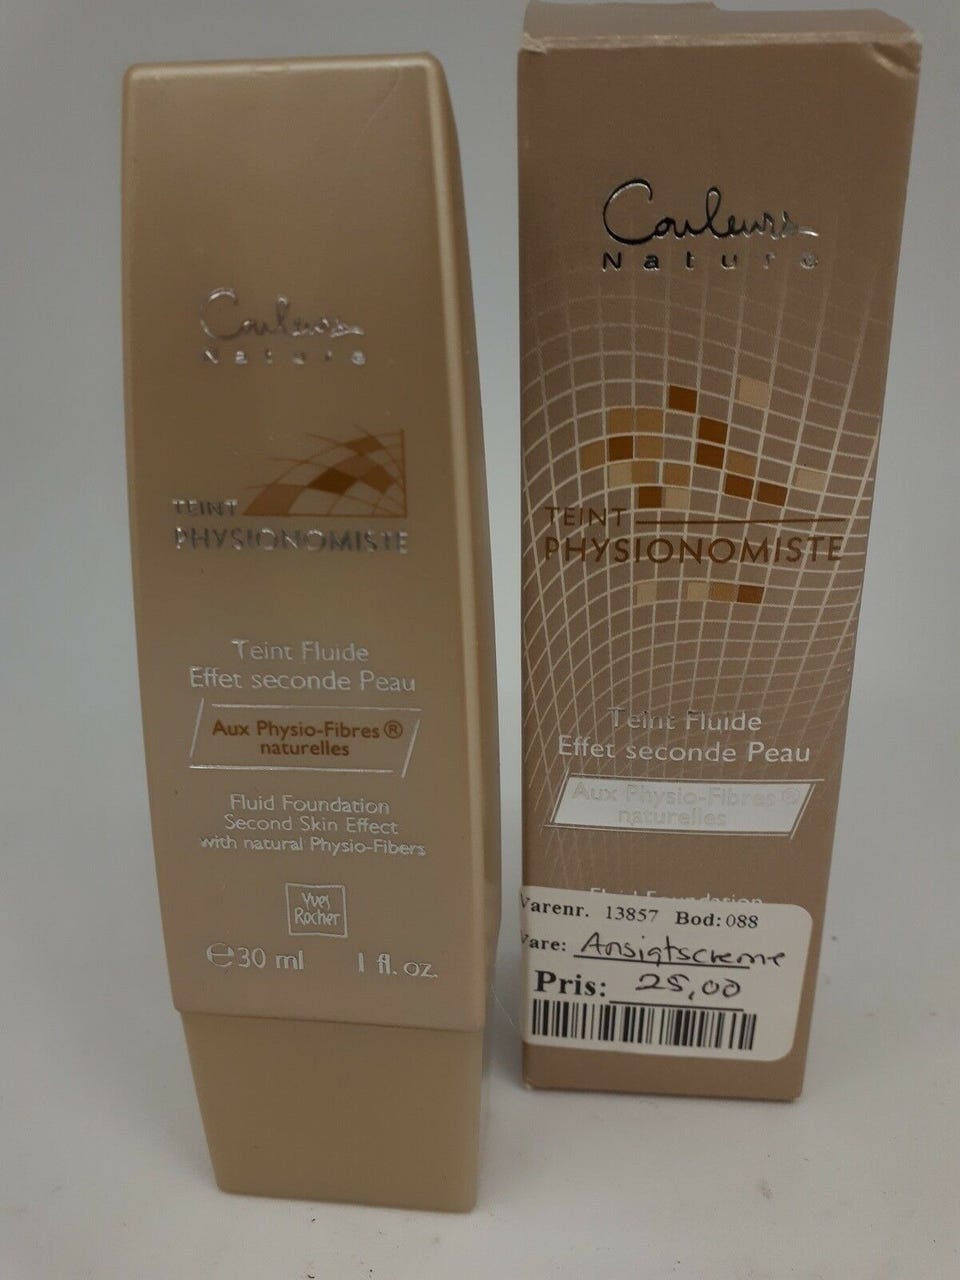 Couleurs
Nature
TEINT
PHYSIONOMISTE
Teint Fluide
Effet seconde Peau
Aux Physio-Fibres®
naturelles
Fluid Foundation
Second Skin Effect
with natural Physio-Fibers
Yves
Rocher
℮30 ml 1 fl. oz.
Couleurs
Nature
TEINT
PHYSIONOMISTE
Teint Fluide
Effet seconde Peau
Aux Physio-Fibres®
naturelles
Fluid Foundation
Varenr. 13857 Bod: 088
Vare: Ansigtscreme
Pris: 25,00